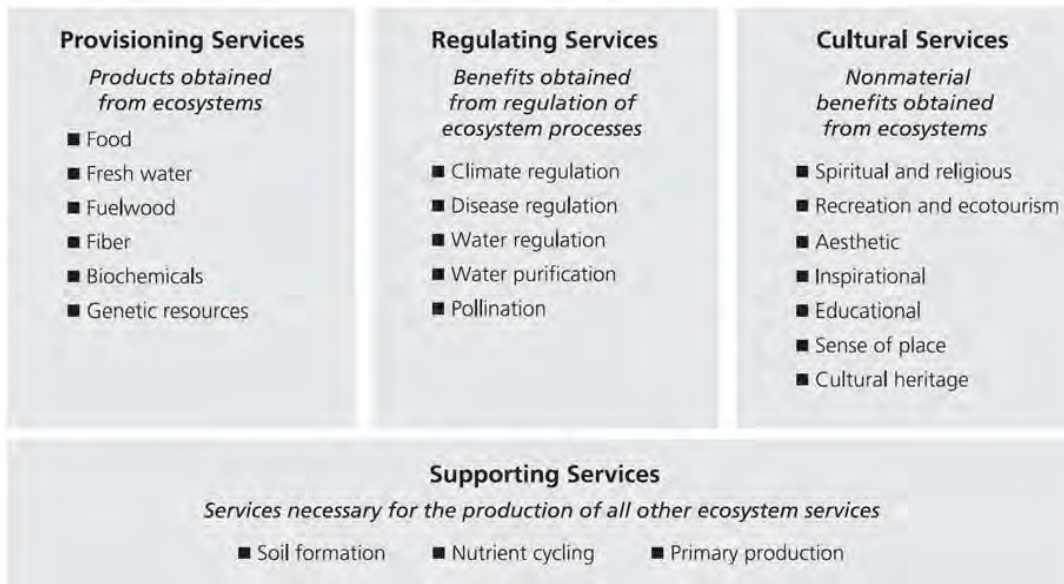 Provisioning Services
Products obtained
from ecosystems
■ Food
■ Fresh water
■ Fuelwood
■ Fiber
■ Biochemicals
■ Genetic resources
Regulating Services
Benefits obtained
from regulation of
ecosystem processes
■ Climate regulation
■ Disease regulation
■ Water regulation
■ Water purification
■ Pollination
Cultural Services
Nonmaterial
benefits obtained
from ecosystems
■ Spiritual and religious
■ Recreation and ecotourism
■ Aesthetic
■ Inspirational
■ Educational
■ Sense of place
■ Cultural heritage
Supporting Services
Services necessary for the production of all other ecosystem services
■ Soil formation ■ Nutrient cycling ■ Primary production